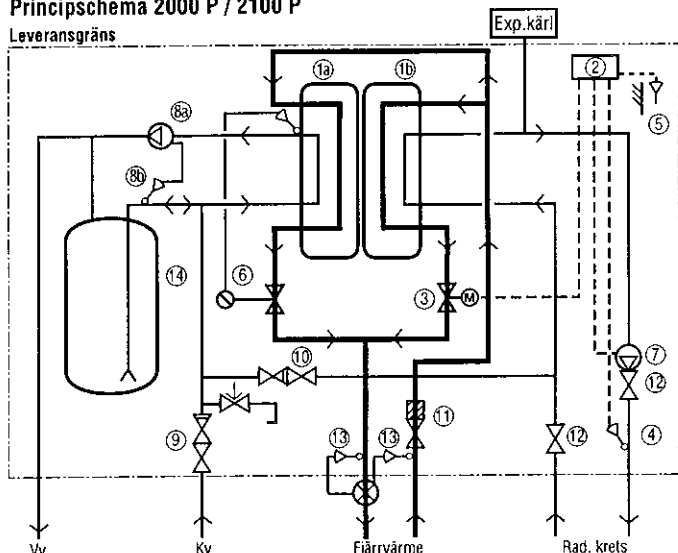 Principschema 2000 P / 2100 P
Leveransgräns
Exp.kärl
1a
1b
2
8a
5
8b
14
6
3
M
7
10
12
11
9
13
13
12
4
Vv
Kv
Fjärrvärme
Rad. krets